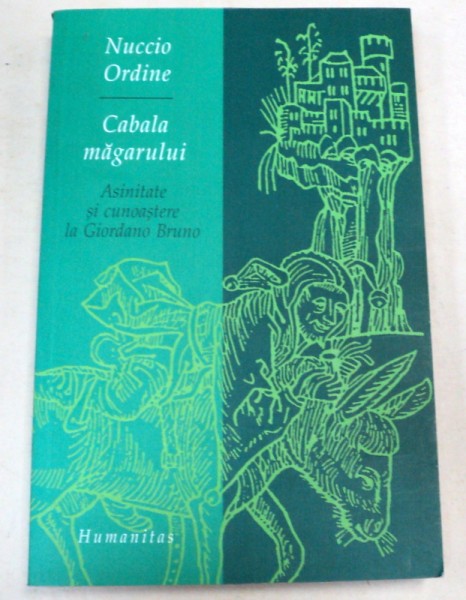 Nuccio
Ordine
Cabala
măgarului
Asinitate
și cunoaștere
la Giordano Bruno
Humanitas